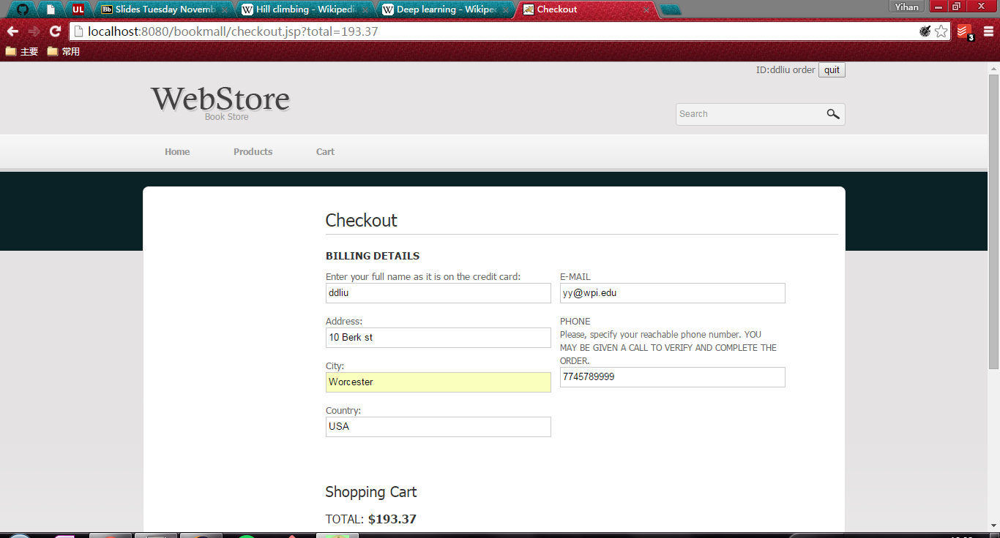 UL
Bb Slides Tuesday Novemb
W Hill climbing - Wikipedi
W Deep learning - Wikipe
Checkout
Yihan
localhost:8080/bookmall/checkout.jsp?total=193.37
3
主要
常用
ID:ddliu order quit
WebStore
Book Store
Search
Home
Products
Cart
Checkout
BILLING DETAILS
Enter your full name as it is on the credit card:
ddliu
E-MAIL
yy@wpi.edu
Address:
10 Berk st
PHONE
Please, specify your reachable phone number. YOU
MAY BE GIVEN A CALL TO VERIFY AND COMPLETE THE
ORDER.
7745789999
City:
Worcester
Country:
USA
Shopping Cart
TOTAL: $193.37